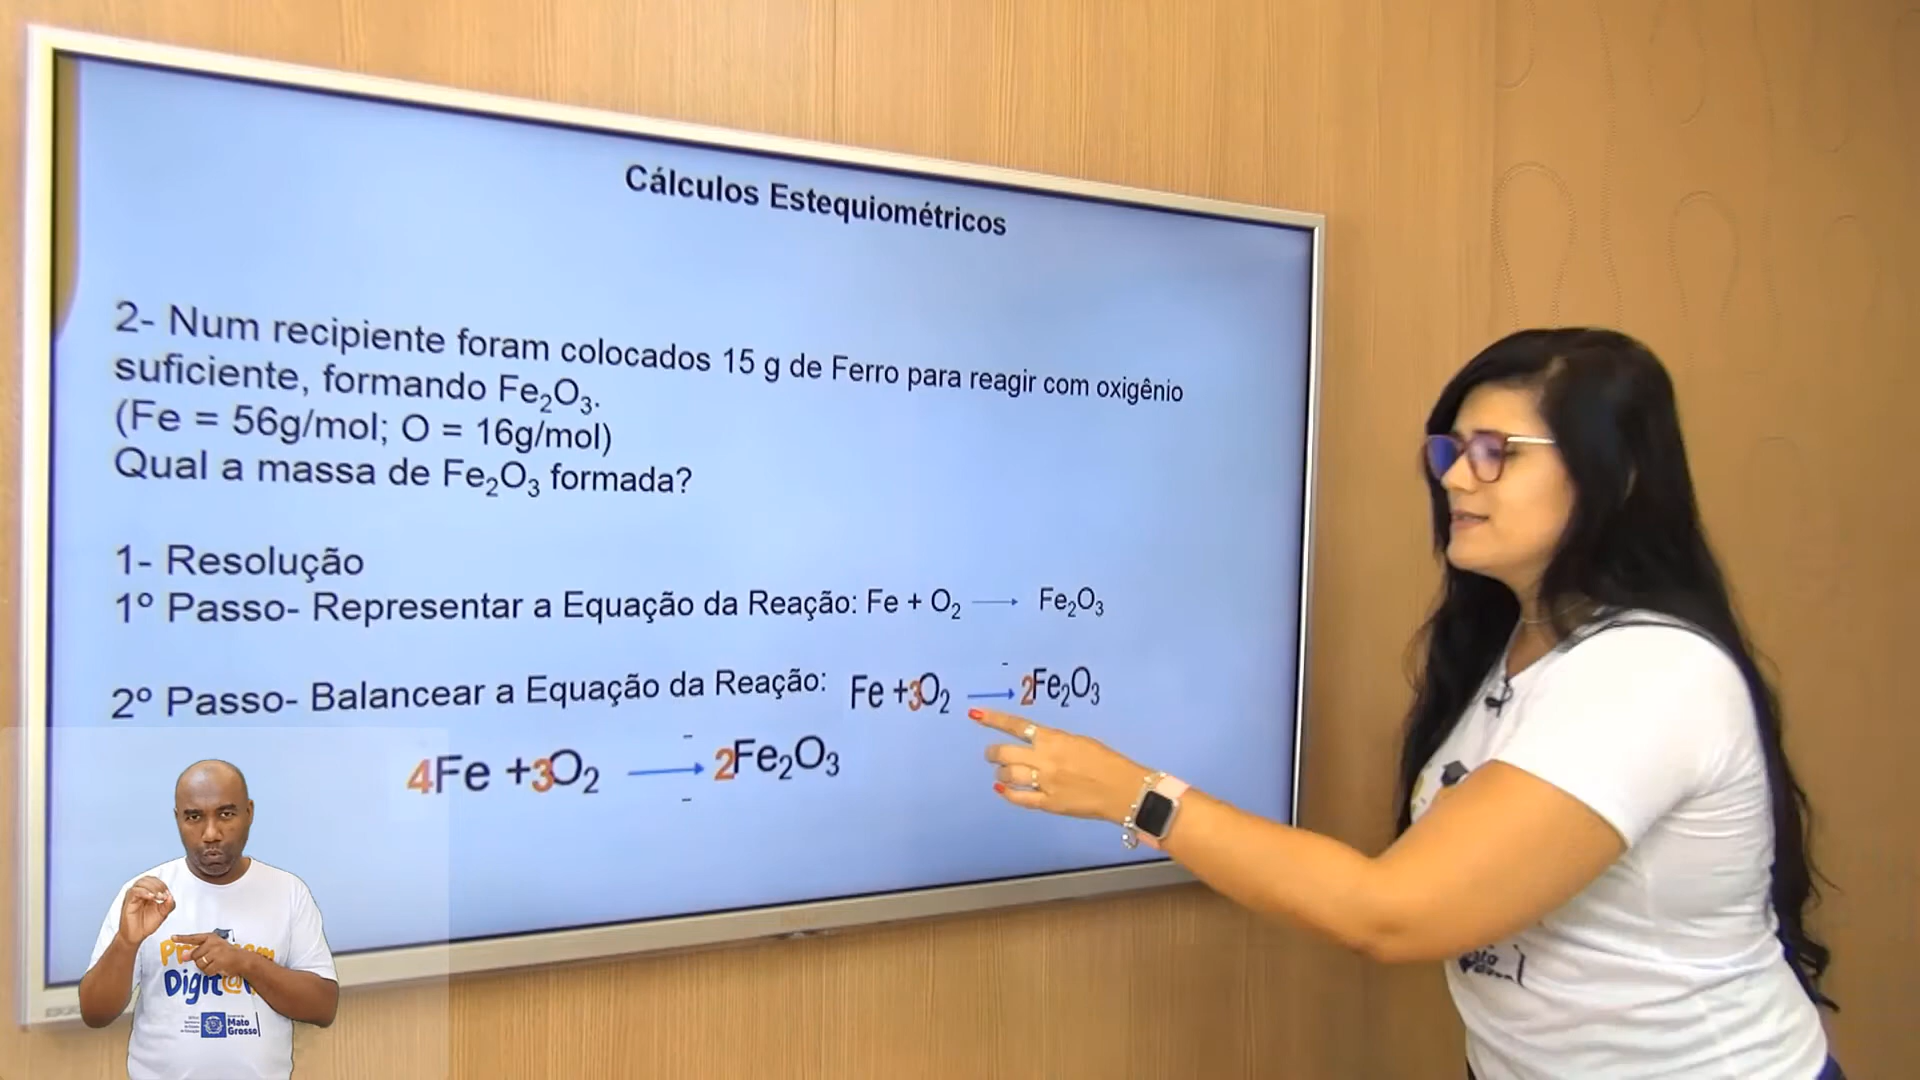 Cálculos Estequiométricos
2- Num recipiente foram colocados 15 g de Ferro para reagir com oxigênio
suficiente, formando Fe₂O₃.
(Fe = 56g/mol; O = 16g/mol)
Qual a massa de Fe₂O₃ formada?
1- Resolução
1º Passo- Representar a Equação da Reação: Fe + O₂ → Fe₂O₃
2º Passo- Balancear a Equação da Reação: Fe +3O₂ → 2Fe₂O₃
4Fe +3O₂ → 2Fe₂O₃
Mato
Grosso